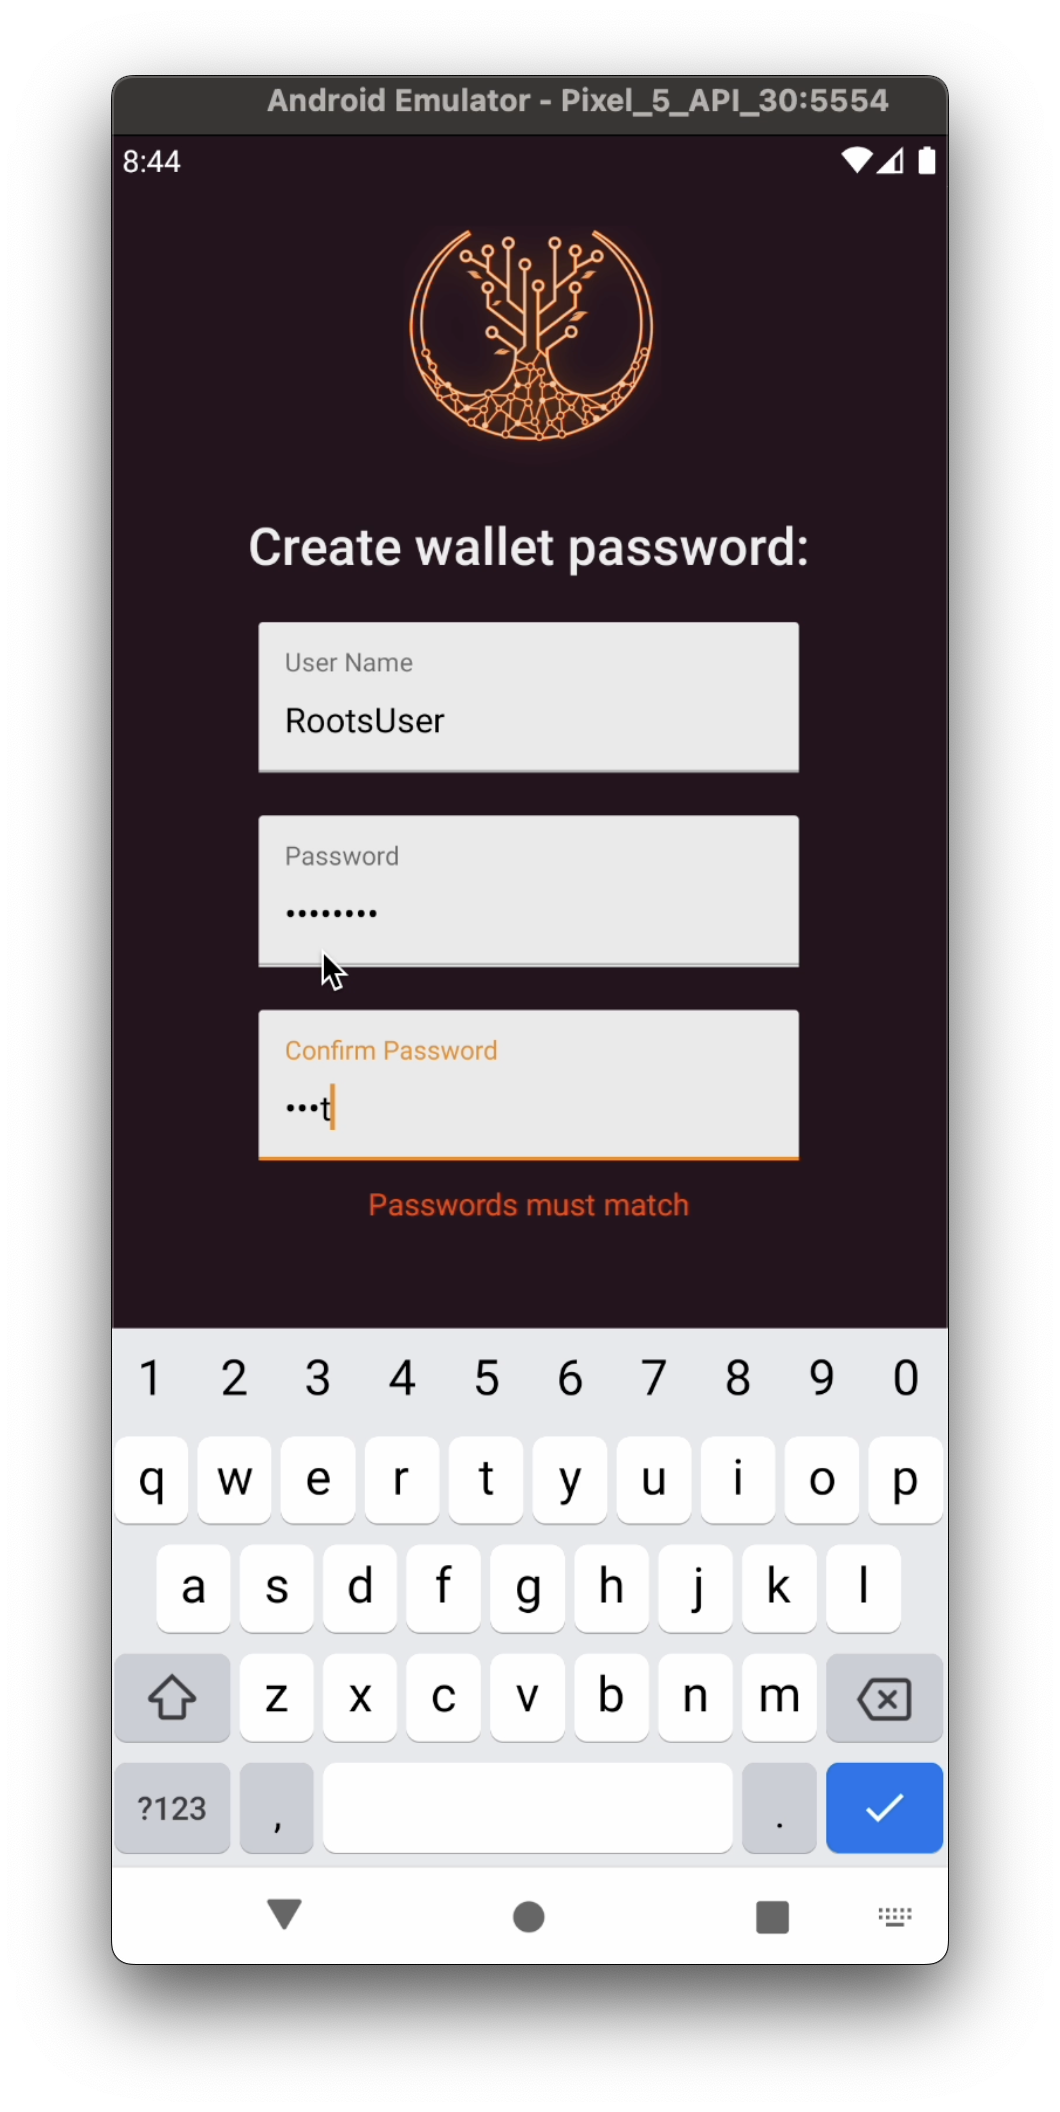 Android Emulator - Pixel_5_API_30:5554
8:44
Create wallet password:
User Name
RootsUser
Password
••••••••
Confirm Password
•••t
Passwords must match
1 2 3 4 5 6 7 8 9 0
q w e r t y u i o p
a s d f g h j k l
z x c v b n m
?123 , .